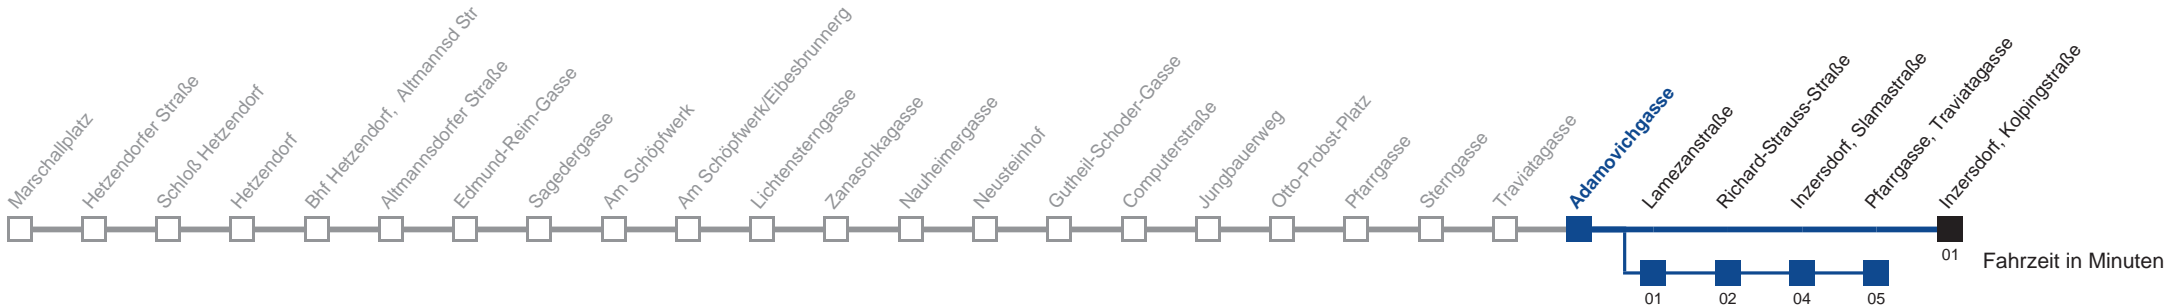 Marschallplatz
Hetzendorfer Straße
Schloß Hetzendorf
Hetzendorf
Bhf Hetzendorf, Altmannsd Str
Altmannsdorfer Straße
Edmund-Reim-Gasse
Sagedergasse
Am Schöpfwerk
Am Schöpfwerk/Eibesbrunnerg
Lichtensterngasse
Zanaschkagasse
Nauheimergasse
Neusteinhof
Gutheil-Schoder-Gasse
Computerstraße
Jungbauerweg
Otto-Probst-Platz
Pfarrgasse
Sterngasse
Traviatagasse
Adamovichgasse
Lamezanstraße
Richard-Strauss-Straße
Inzersdorf, Slamastraße
Pfarrgasse, Traviatagasse
Inzersdorf, Kolpingstraße
01
Fahrzeit in Minuten
01
02
04
05